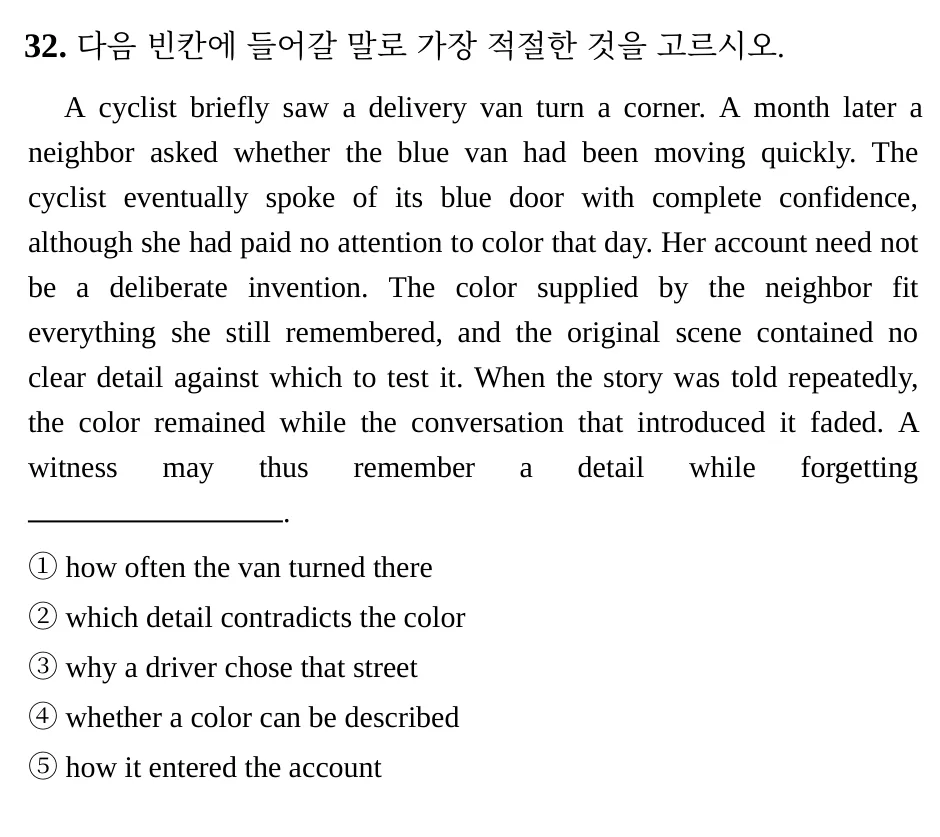 32. 다음 빈칸에 들어갈 말로 가장 적절한 것을 고르시오.
A cyclist briefly saw a delivery van turn a corner. A month later a
neighbor asked whether the blue van had been moving quickly. The
cyclist eventually spoke of its blue door with complete confidence,
although she had paid no attention to color that day. Her account need not
be a deliberate invention. The color supplied by the neighbor fit
everything she still remembered, and the original scene contained no
clear detail against which to test it. When the story was told repeatedly,
the color remained while the conversation that introduced it faded. A
witness may thus remember a detail while forgetting
_________________.
① how often the van turned there
② which detail contradicts the color
③ why a driver chose that street
④ whether a color can be described
⑤ how it entered the account